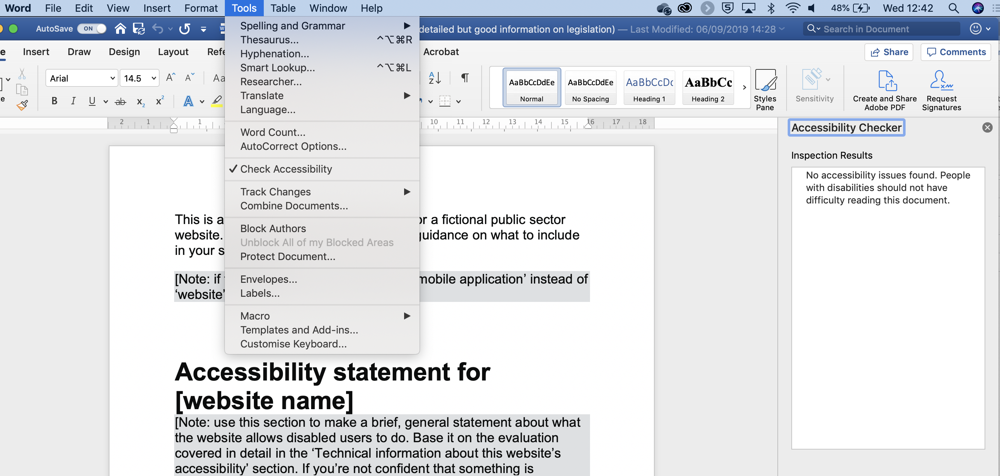 Word File Edit View Insert Format Tools Table Window Help 48% Wed 12:42
AutoSave ON detailed but good information on legislation) — Last Modified: 06/09/2019 14:28 Search in Document
Insert Draw Design Layout Refe Acrobat Share Comments
Arial 14.5 Aa
B I U ab x2 x2 A
AaBbCcDdEe AaBbCcDdEe AaBbCcDc AaBbCc
Normal No Spacing Heading 1 Heading 2
Styles Pane
Sensitivity
Create and Share Adobe PDF
Request Signatures
2 1 1 10 11 12 13 14 15 16 17 18
Spelling and Grammar
Thesaurus... ^⌥⌘R
Hyphenation...
Smart Lookup... ^⌥⌘L
Researcher...
Translate
Language...
Word Count...
AutoCorrect Options...
✓ Check Accessibility
Track Changes
Combine Documents...
Block Authors
Unblock All of my Blocked Areas
Protect Document...
Envelopes...
Labels...
Macro
Templates and Add-ins...
Customise Keyboard...
This is a or a fictional public sector
website. guidance on what to include
in your s
[Note: if mobile application’ instead of
‘website’
Accessibility statement for
[website name]
[Note: use this section to make a brief, general statement about what
the website allows disabled users to do. Base it on the evaluation
covered in detail in the ‘Technical information about this website’s
accessibility’ section. If you’re not confident that something is
Accessibility Checker
Inspection Results
No accessibility issues found. People
with disabilities should not have
difficulty reading this document.